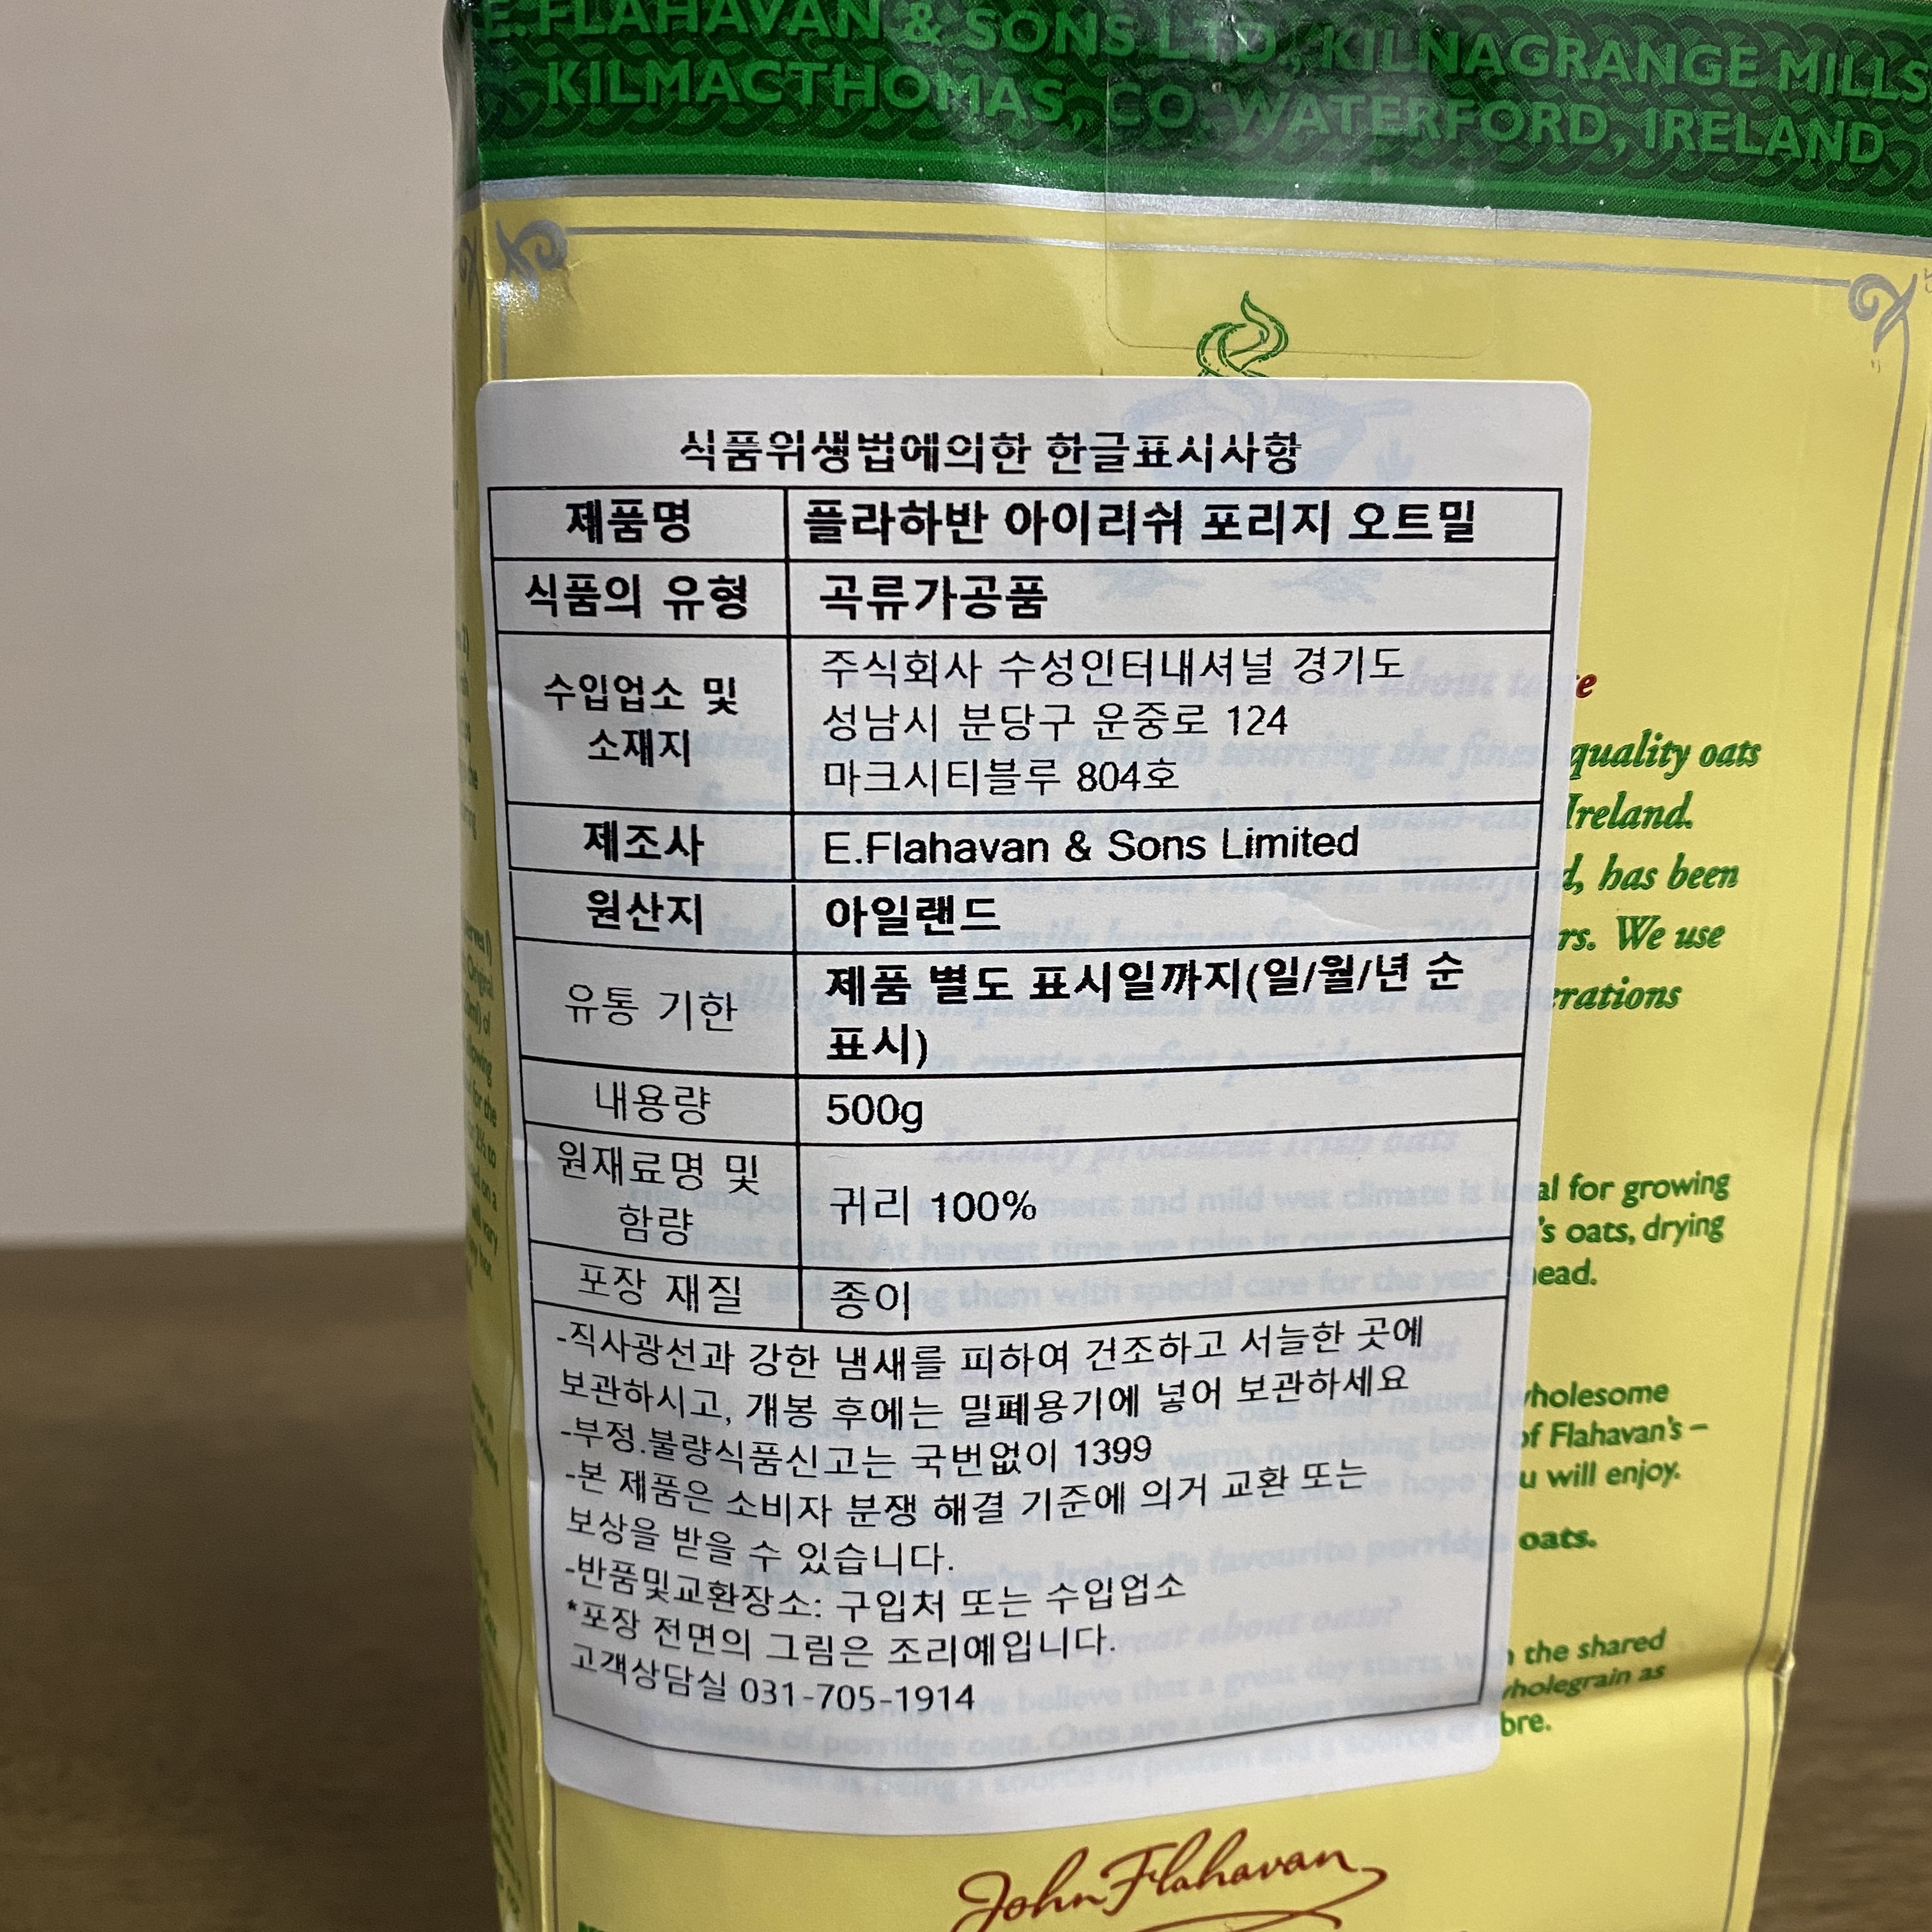 E.FLAHAVAN & SONS LTD., KILNAGRANGE MILLS
KILMACTHOMAS, CO. WATERFORD, IRELAND
식품위생법에의한 한글표시사항
제품명 플라하반 아이리쉬 포리지 오트밀
식품의 유형 곡류가공품
수입업소 및 소재지 주식회사 수성인터내셔널 경기도
성남시 분당구 운중로 124
마크시티블루 804호
제조사 E.Flahavan & Sons Limited
원산지 아일랜드
유통 기한 제품 별도 표시일까지(일/월/년 순
표시)
내용량 500g
원재료명 및 함량 귀리 100%
포장 재질 종이
-직사광선과 강한 냄새를 피하여 건조하고 서늘한 곳에
보관하시고, 개봉 후에는 밀폐용기에 넣어 보관하세요
-부정.불량식품신고는 국번없이 1399
-본 제품은 소비자 분쟁 해결 기준에 의거 교환 또는
보상을 받을 수 있습니다.
-반품및교환장소: 구입처 또는 수입업소
*포장 전면의 그림은 조리예입니다.
고객상담실 031-705-1914
quality oats
Ireland.
has been
We use
for growing
oats, drying
of Flahavan's –
will enjoy.
oats.
the shared
wholegrain as
John Flahavan